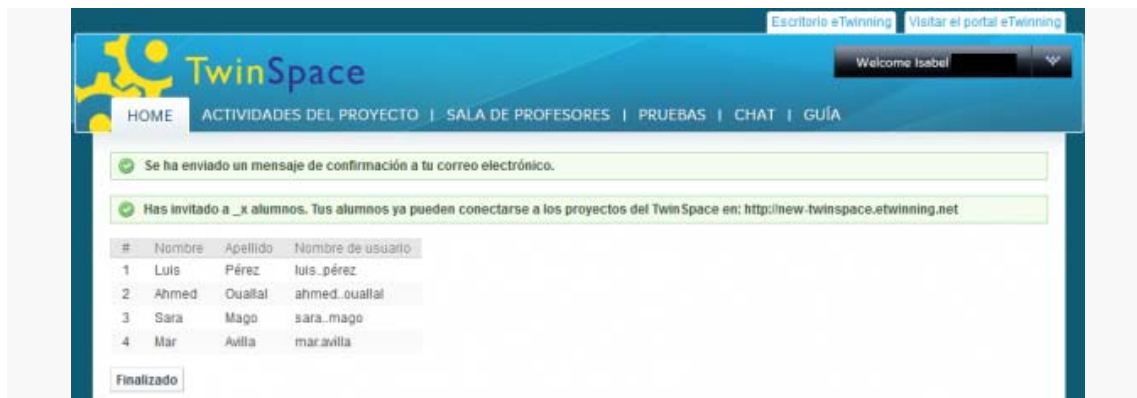 Escritorio eTwinning Visitar el portal eTwinning
TwinSpace
Welcome Isabel
HOME ACTIVIDADES DEL PROYECTO | SALA DE PROFESORES | PRUEBAS | CHAT | GUÍA
Se ha enviado un mensaje de confirmación a tu correo electrónico.
Has invitado a _x alumnos. Tus alumnos ya pueden conectarse a los proyectos del TwinSpace en: http://new-twinspace.etwinning.net
# Nombre Apellido Nombre de usuario
1 Luis Pérez luis..pérez
2 Ahmed Ouallal ahmed..ouallal
3 Sara Mago sara..mago
4 Mar Avilla mar.avilla
Finalizado